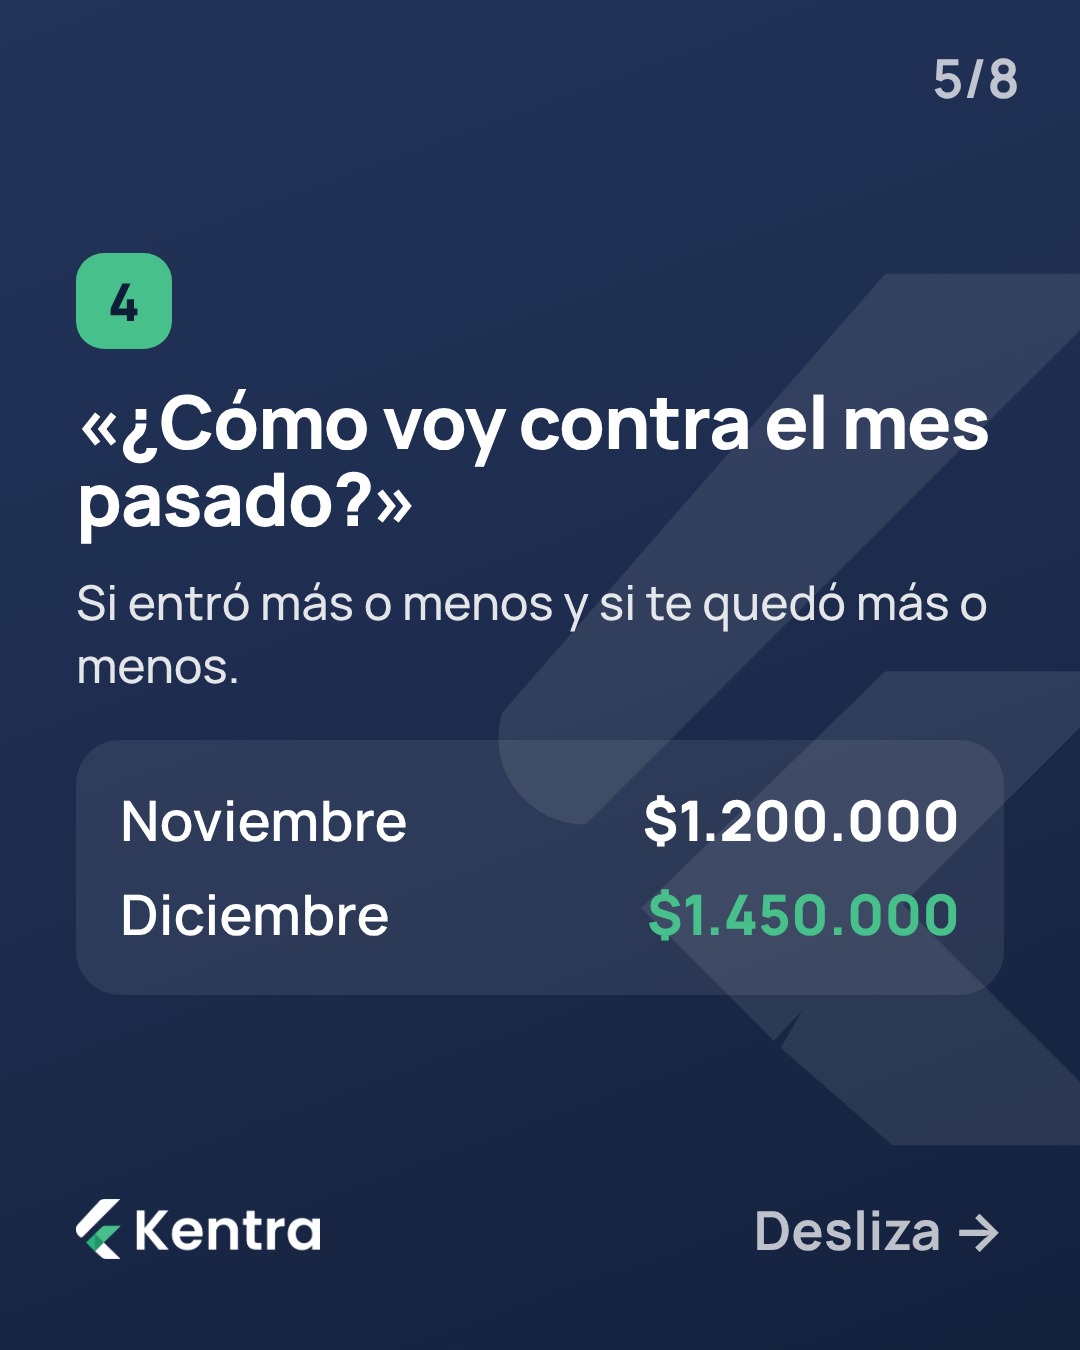 5/8
4
«¿Cómo voy contra el mes
pasado?»
Si entró más o menos y si te quedó más o
menos.
Noviembre $1.200.000
Diciembre $1.450.000
Kentra
Desliza →